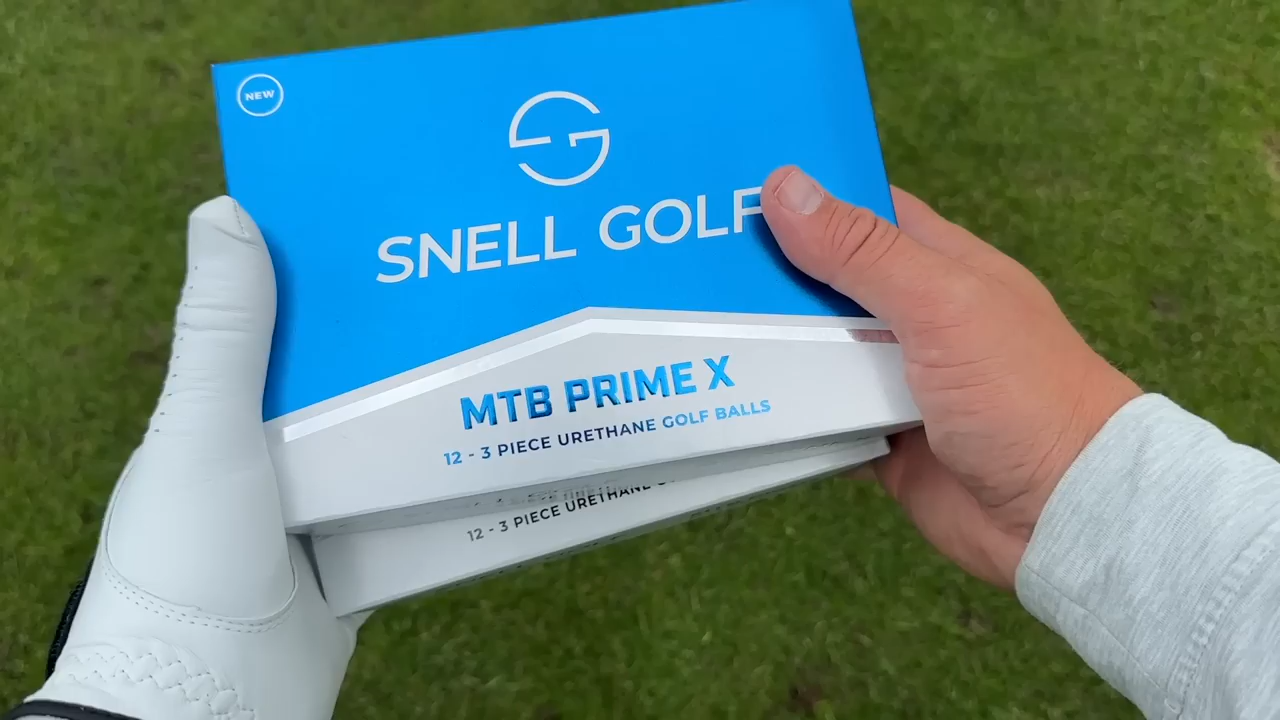 NEW
SNELL GOLF
MTB PRIME X
12 - 3 PIECE URETHANE GOLF BALLS
12 - 3 PIECE URETHANE